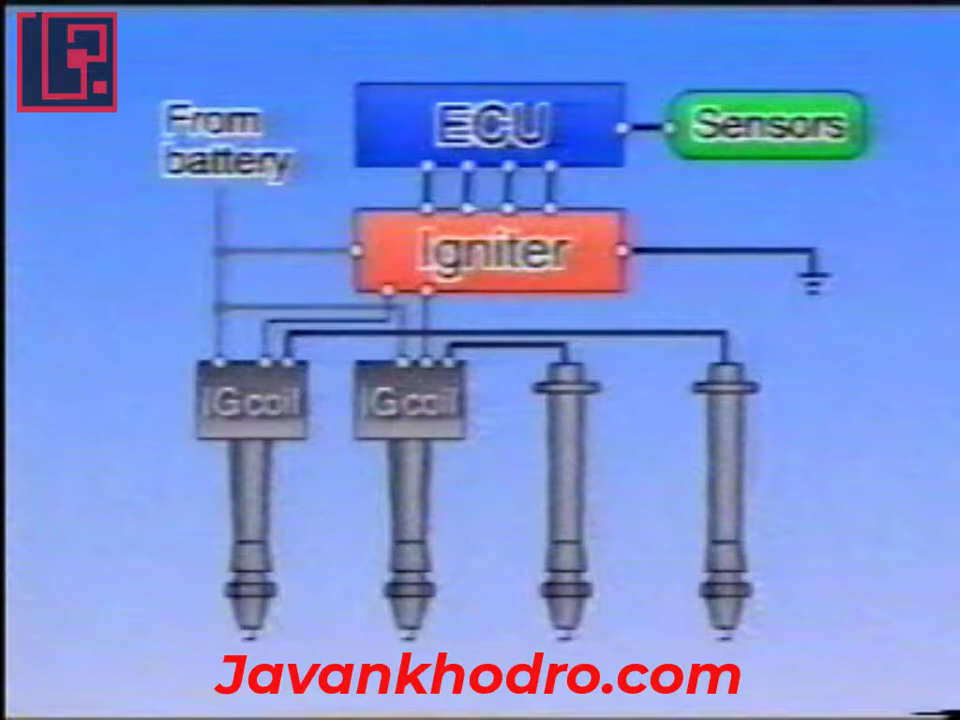 From
battery
ECU
Sensors
Igniter
IG coil
IG coil
Javankhodro.com